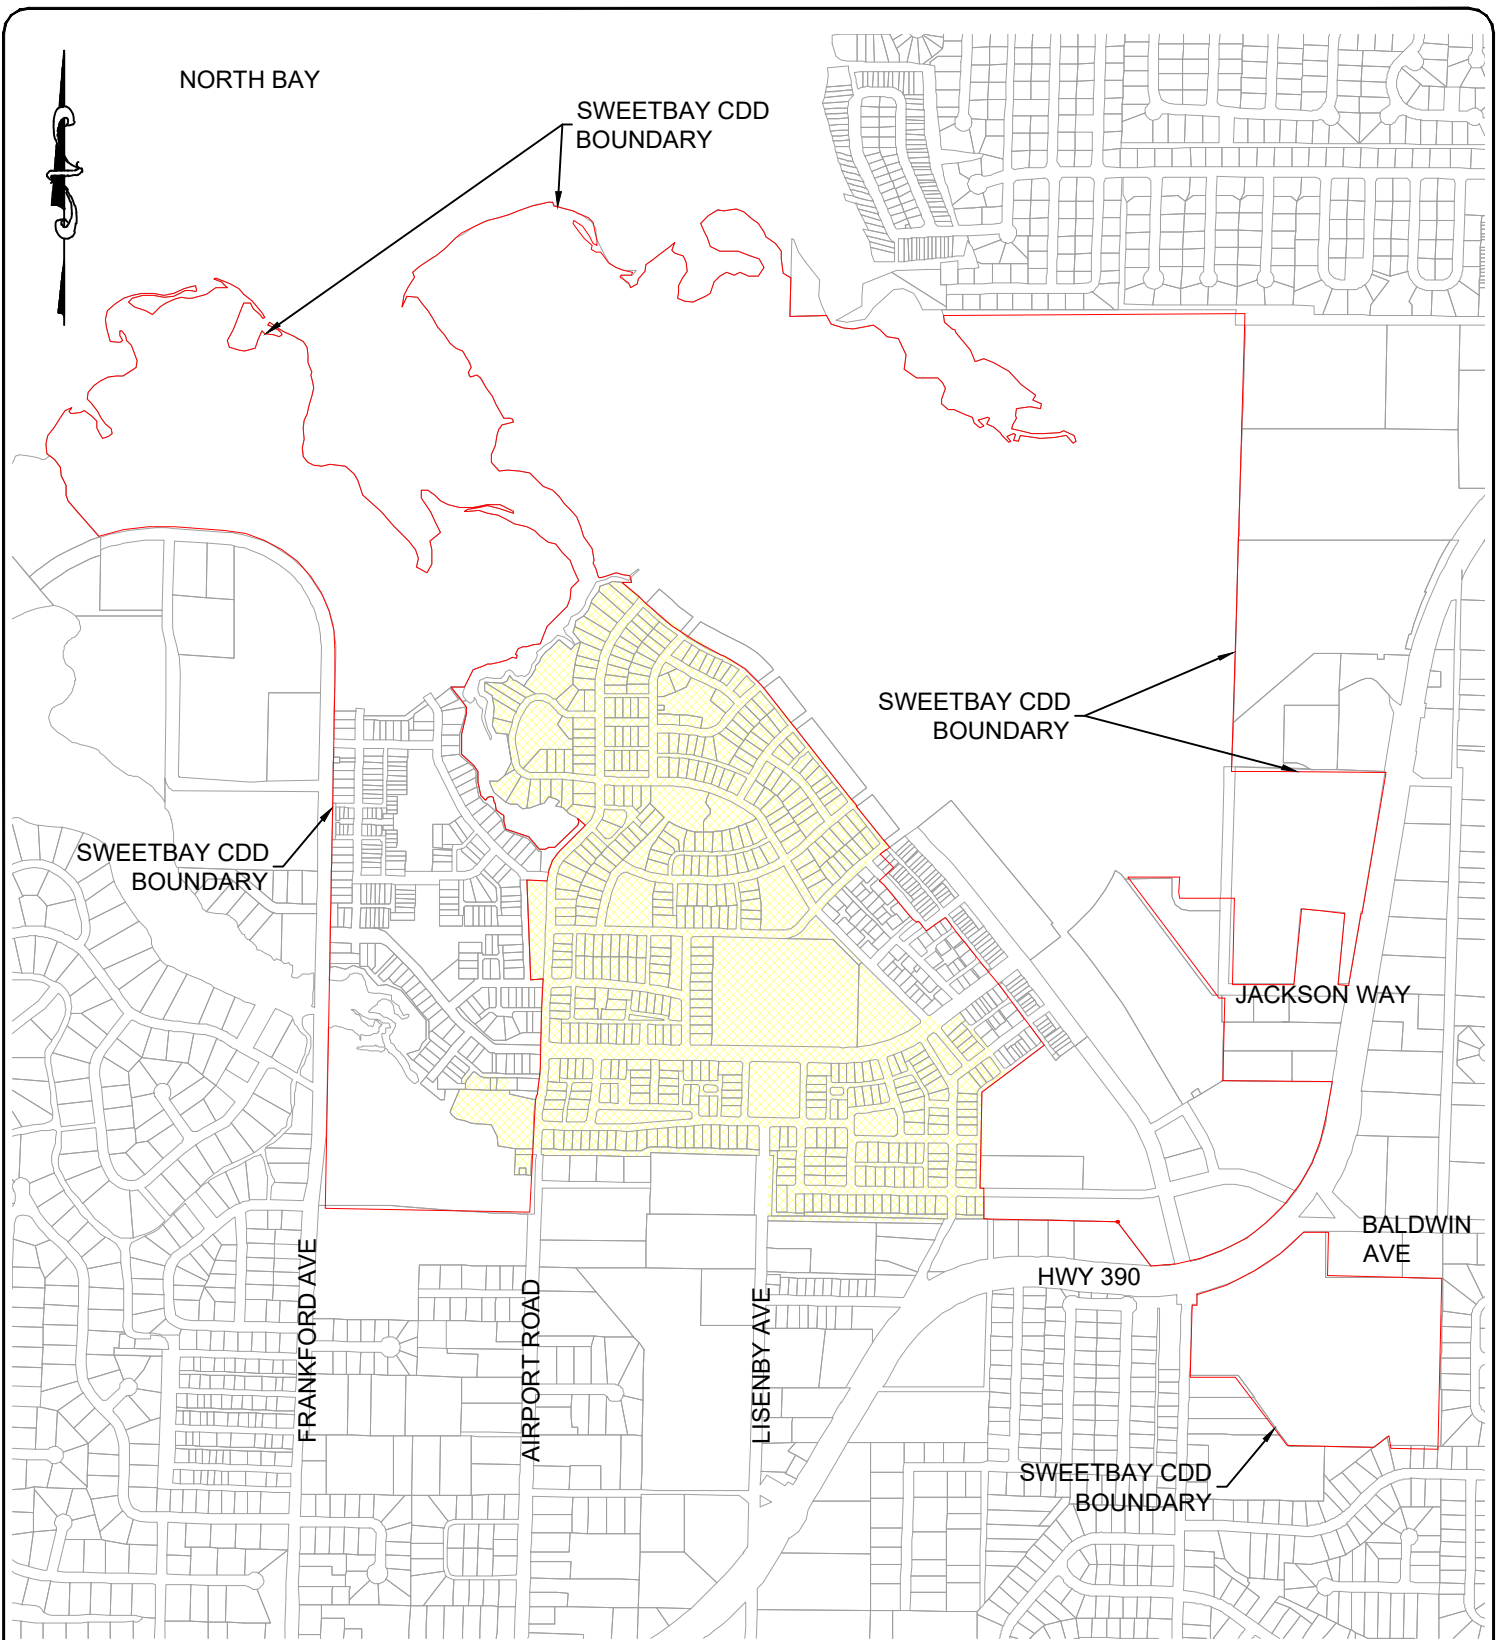 NORTH BAY
SWEETBAY CDD
BOUNDARY
SWEETBAY CDD
BOUNDARY
SWEETBAY CDD
BOUNDARY
JACKSON WAY
BALDWIN
AVE
HWY 390
FRANKFORD AVE
AIRPORT ROAD
LISENBY AVE
SWEETBAY CDD
BOUNDARY